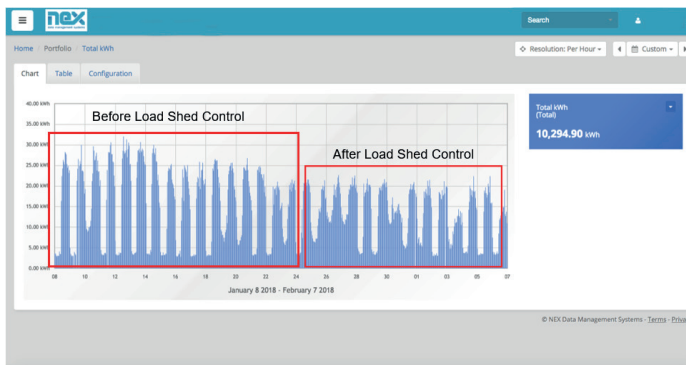 nex
Search
Home / Portfolio / Total kWh
Resolution: Per Hour
Custom
Chart
Table
Configuration
40.00 kWh
35.00 kWh
30.00 kWh
25.00 kWh
20.00 kWh
15.00 kWh
10.00 kWh
5.00 kWh
0.00 kWh
Before Load Shed Control
After Load Shed Control
08 10 12 14 16 18 20 22 24 26 28 30 01 03 05 07
January 8 2018 - February 7 2018
Total kWh
(Total)
10,294.90 kWh
© NEX Data Management Systems - Terms - Priva